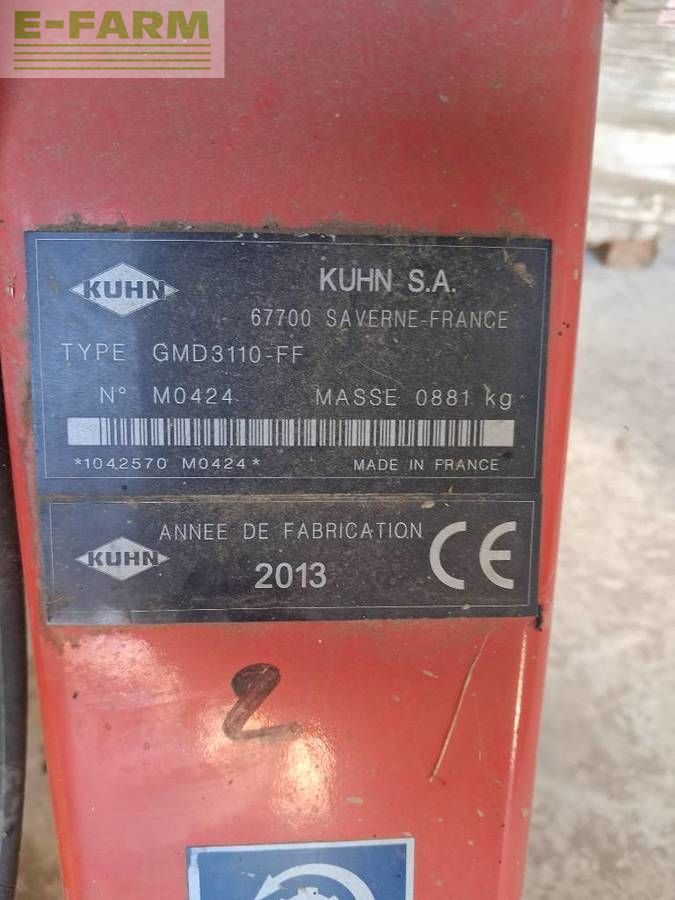 E-FARM
KUHN
KUHN S.A.
67700 SAVERNE-FRANCE
TYPE GMD3110-FF
N° M0424 MASSE 0881 kg
*1042570 M0424* MADE IN FRANCE
KUHN
ANNEE DE FABRICATION
2013
CE
2